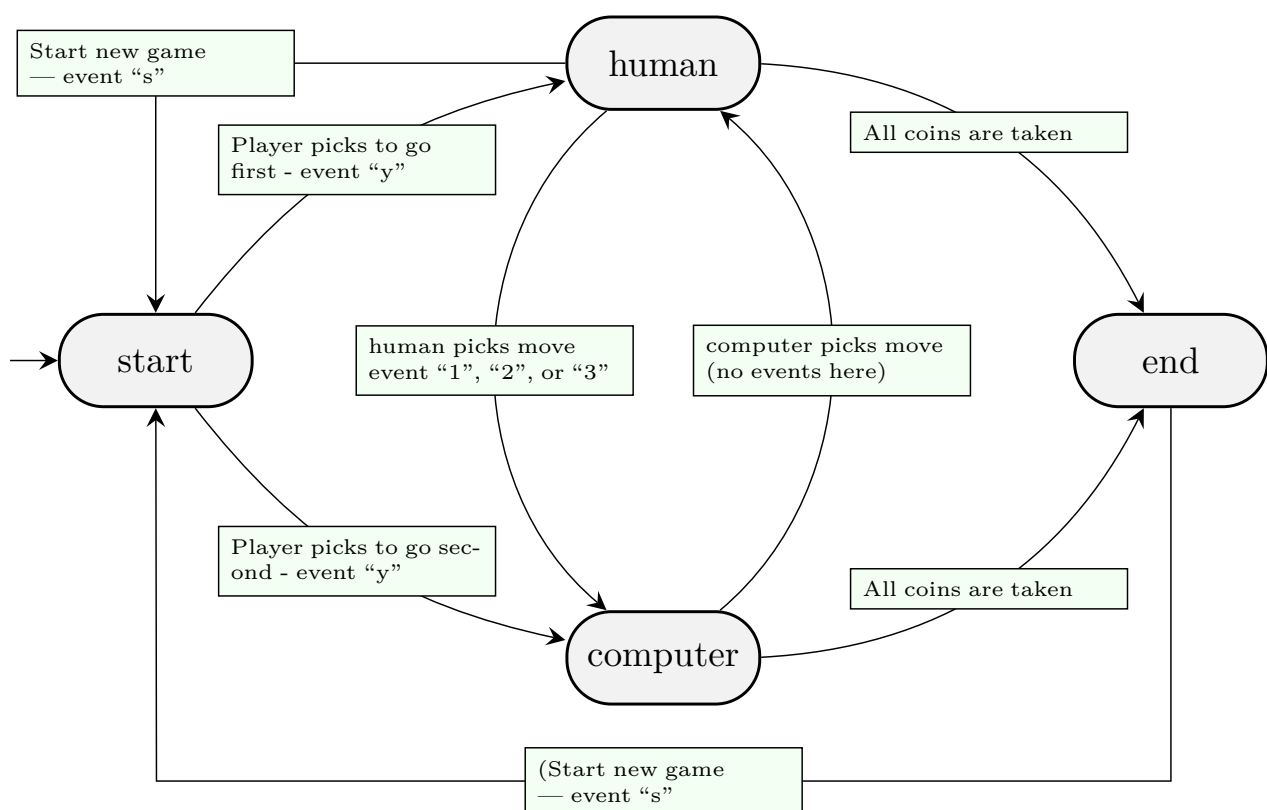 Start new game
— event “s”
human
All coins are taken
Player picks to go
first - event “y”
human picks move
event “1”, “2”, or “3”
computer picks move
(no events here)
start
end
Player picks to go sec-
ond - event “y”
All coins are taken
computer
(Start new game
— event “s”